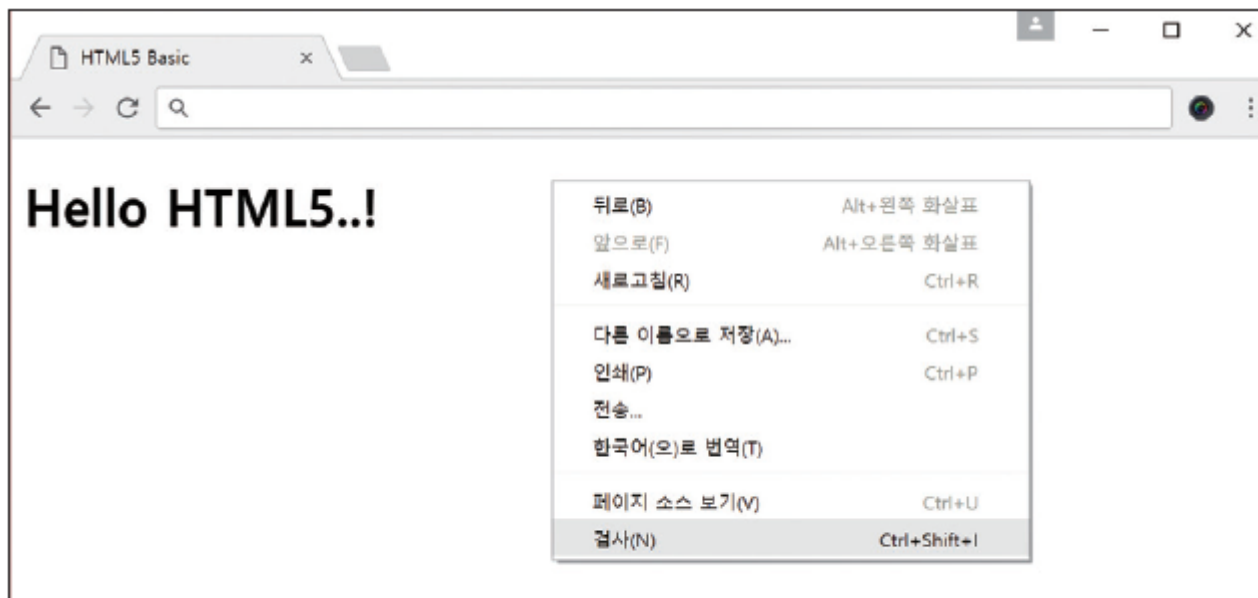 HTML5 Basic
Hello HTML5..!
뒤로(B) Alt+왼쪽 화살표
앞으로(F) Alt+오른쪽 화살표
새로고침(R) Ctrl+R
다른 이름으로 저장(A)... Ctrl+S
인쇄(P) Ctrl+P
전송...
한국어(으)로 번역(T)
페이지 소스 보기(V) Ctrl+U
검사(N) Ctrl+Shift+I